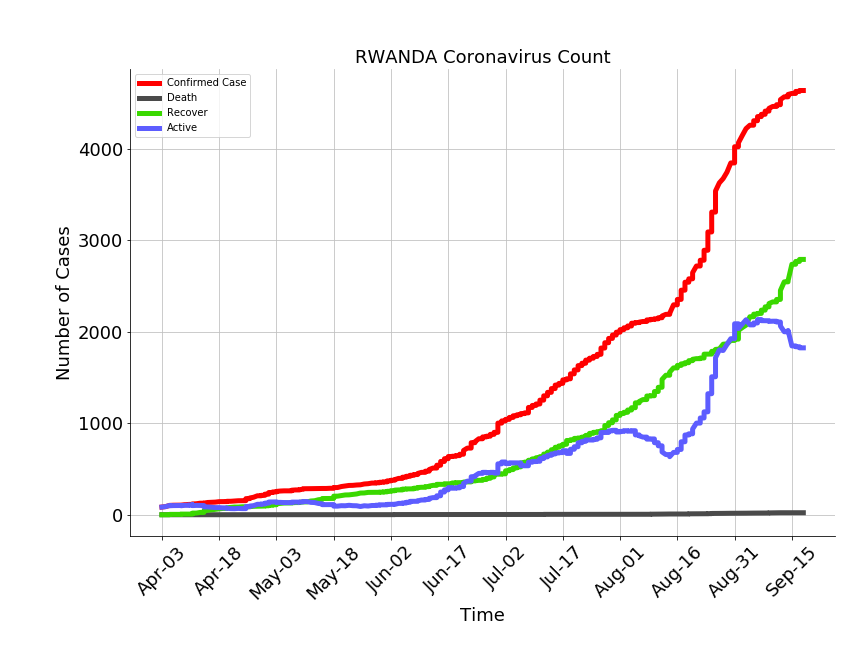 RWANDA Coronavirus Count
Confirmed Case
Death
Recover
Active
Number of Cases
4000
3000
2000
1000
0
Apr-03
Apr-18
May-03
May-18
Jun-02
Jun-17
Jul-02
Jul-17
Aug-01
Aug-16
Aug-31
Sep-15
Time